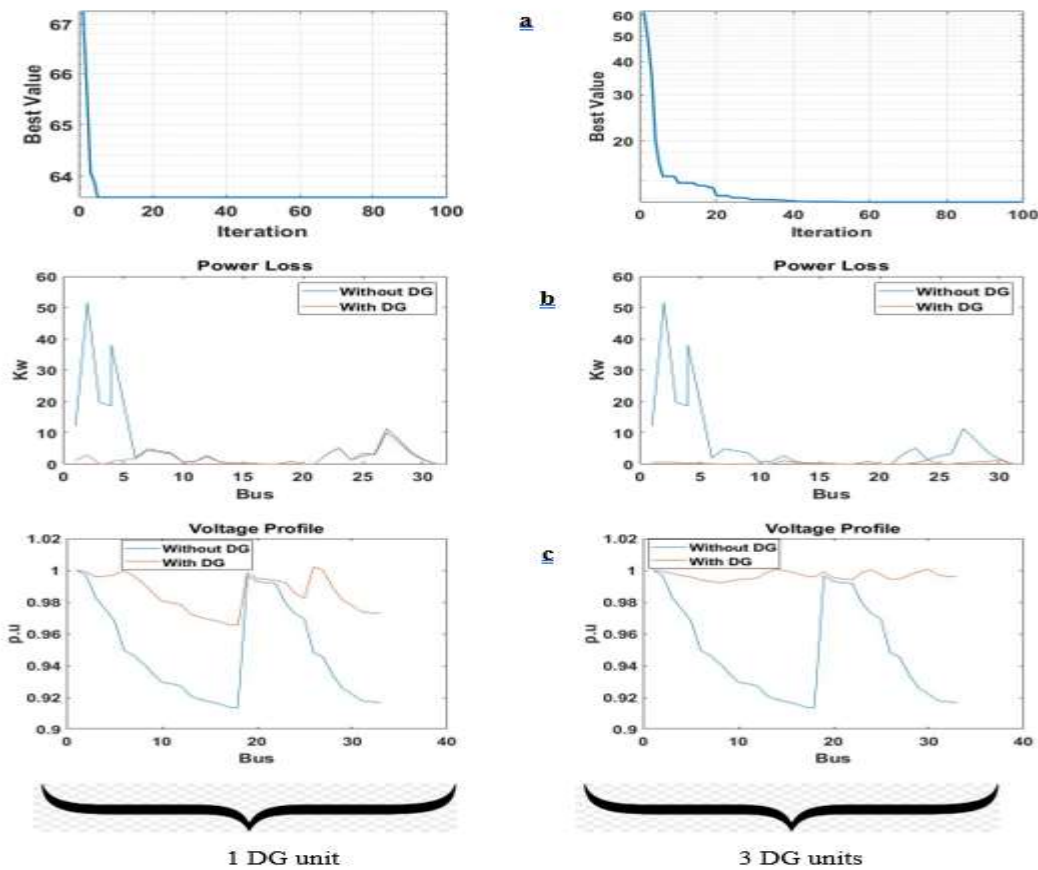 a
67
66
65
64
Best Value
0 20 40 60 80 100
Iteration
60
50
40
30
20
Best Value
0 20 40 60 80 100
Iteration
b
Power Loss
60
50
40
30
20
10
0
Kw
Without DG
With DG
0 5 10 15 20 25 30
Bus
Power Loss
60
50
40
30
20
10
0
Kw
Without DG
With DG
0 5 10 15 20 25 30
Bus
c
Voltage Profile
1.02
1
0.98
0.96
0.94
0.92
0.9
p.u
Without DG
With DG
0 10 20 30 40
Bus
Voltage Profile
1.02
1
0.98
0.96
0.94
0.92
0.9
p.u
Without DG
With DG
0 10 20 30 40
Bus
1 DG unit
3 DG units